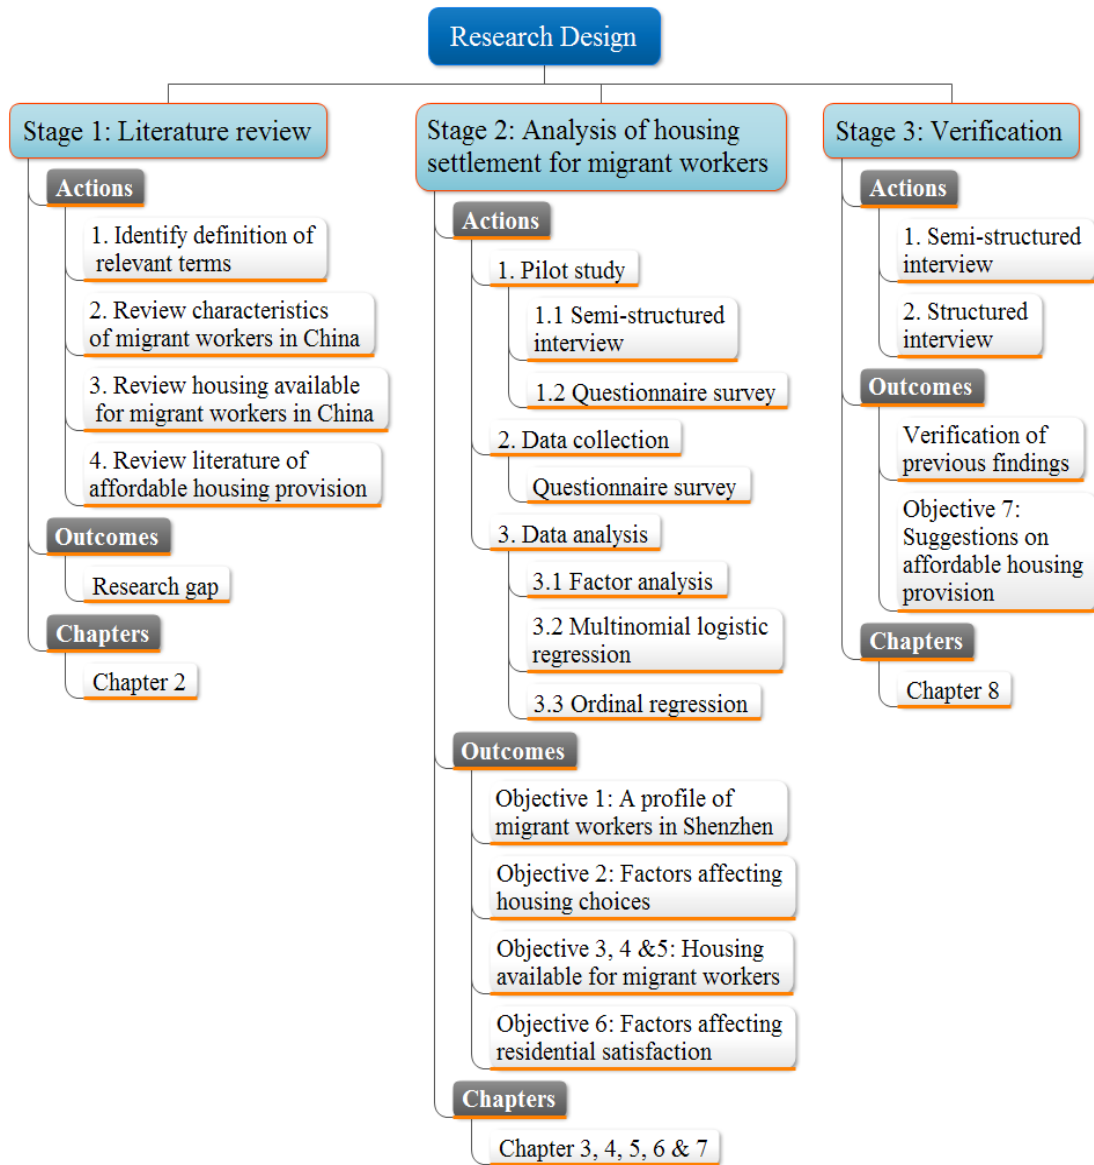 Research Design
Stage 1: Literature review
Actions
1. Identify definition of
relevant terms
2. Review characteristics
of migrant workers in China
3. Review housing available
for migrant workers in China
4. Review literature of
affordable housing provision
Outcomes
Research gap
Chapters
Chapter 2
Stage 2: Analysis of housing
settlement for migrant workers
Actions
1. Pilot study
1.1 Semi-structured
interview
1.2 Questionnaire survey
2. Data collection
Questionnaire survey
3. Data analysis
3.1 Factor analysis
3.2 Multinomial logistic
regression
3.3 Ordinal regression
Outcomes
Objective 1: A profile of
migrant workers in Shenzhen
Objective 2: Factors affecting
housing choices
Objective 3, 4 &5: Housing
available for migrant workers
Objective 6: Factors affecting
residential satisfaction
Chapters
Chapter 3, 4, 5, 6 & 7
Stage 3: Verification
Actions
1. Semi-structured
interview
2. Structured
interview
Outcomes
Verification of
previous findings
Objective 7:
Suggestions on
affordable housing
provision
Chapters
Chapter 8